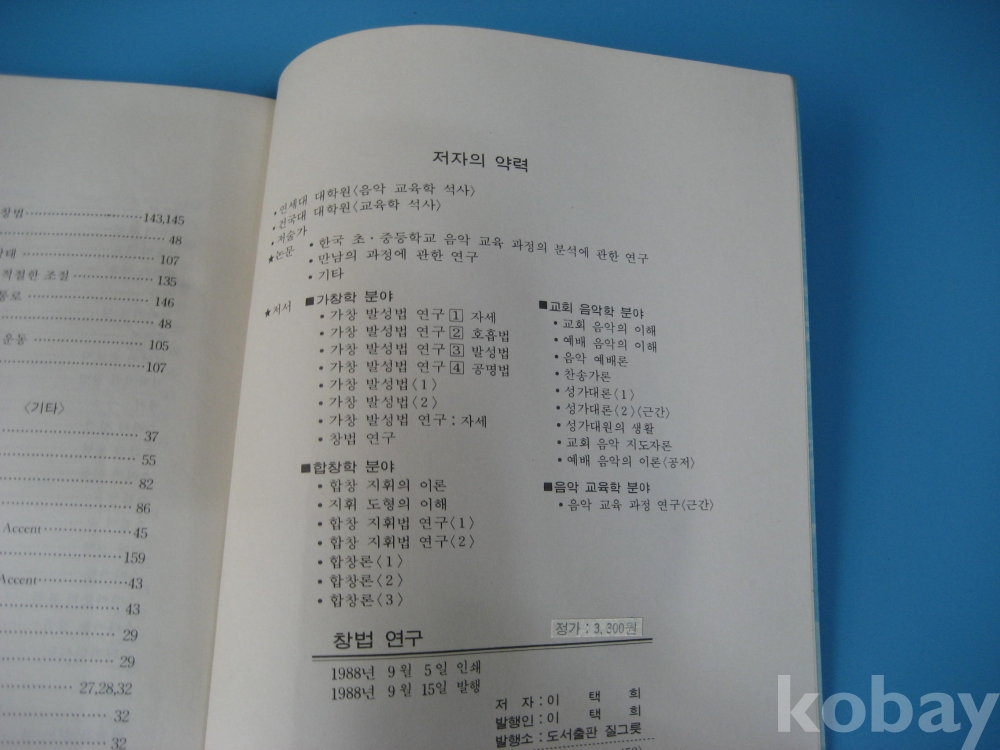 창법 143,145
48
상태 107
적절한 조절 135
통로 146
48
운동 105
107
〈기타〉
37
55
82
86
Accent 45
159
Accent 43
43
29
29
27,28,32
32
32
저자의 약력
• 연세대 대학원〈음악 교육학 석사〉
• 건국대 대학원〈교육학 석사〉
• 저술가
★논문 • 한국 초·중등학교 음악 교육 과정의 분석에 관한 연구
• 만남의 과정에 관한 연구
• 기타
★저서 ■가창학 분야
• 가창 발성법 연구 1 자세
• 가창 발성법 연구 2 호흡법
• 가창 발성법 연구 3 발성법
• 가창 발성법 연구 4 공명법
• 가창 발성법〈1〉
• 가창 발성법〈2〉
• 가창 발성법 연구 : 자세
• 창법 연구
■합창학 분야
• 합창 지휘의 이론
• 지휘 도형의 이해
• 합창 지휘법 연구〈1〉
• 합창 지휘법 연구〈2〉
• 합창론〈1〉
• 합창론〈2〉
• 합창론〈3〉
■교회 음악학 분야
• 교회 음악의 이해
• 예배 음악의 이해
• 음악 예배론
• 찬송가론
• 성가대론〈1〉
• 성가대론〈2〉〈근간〉
• 성가대원의 생활
• 교회 음악 지도자론
• 예배 음악의 이론〈공저〉
■음악 교육학 분야
• 음악 교육 과정 연구〈근간〉
창법 연구
정가 : 3,300원
1988년 9월 5일 인쇄
1988년 9월 15일 발행
저 자 : 이 택 희
발행인 : 이 택 희
발행소 : 도서출판 질그릇
kobay